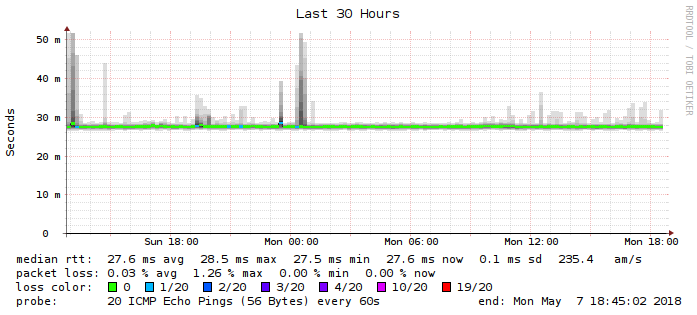 Last 30 Hours
RRDTOOL / TOBI OETIKER
Seconds
50 m
40 m
30 m
20 m
10 m
0
Sun 18:00 Mon 00:00 Mon 06:00 Mon 12:00 Mon 18:00
median rtt: 27.6 ms avg 28.5 ms max 27.5 ms min 27.6 ms now 0.1 ms sd 235.4 am/s
packet loss: 0.03 % avg 1.26 % max 0.00 % min 0.00 % now
loss color: 0 1/20 2/20 3/20 4/20 10/20 19/20
probe: 20 ICMP Echo Pings (56 Bytes) every 60s end: Mon May 7 18:45:02 2018